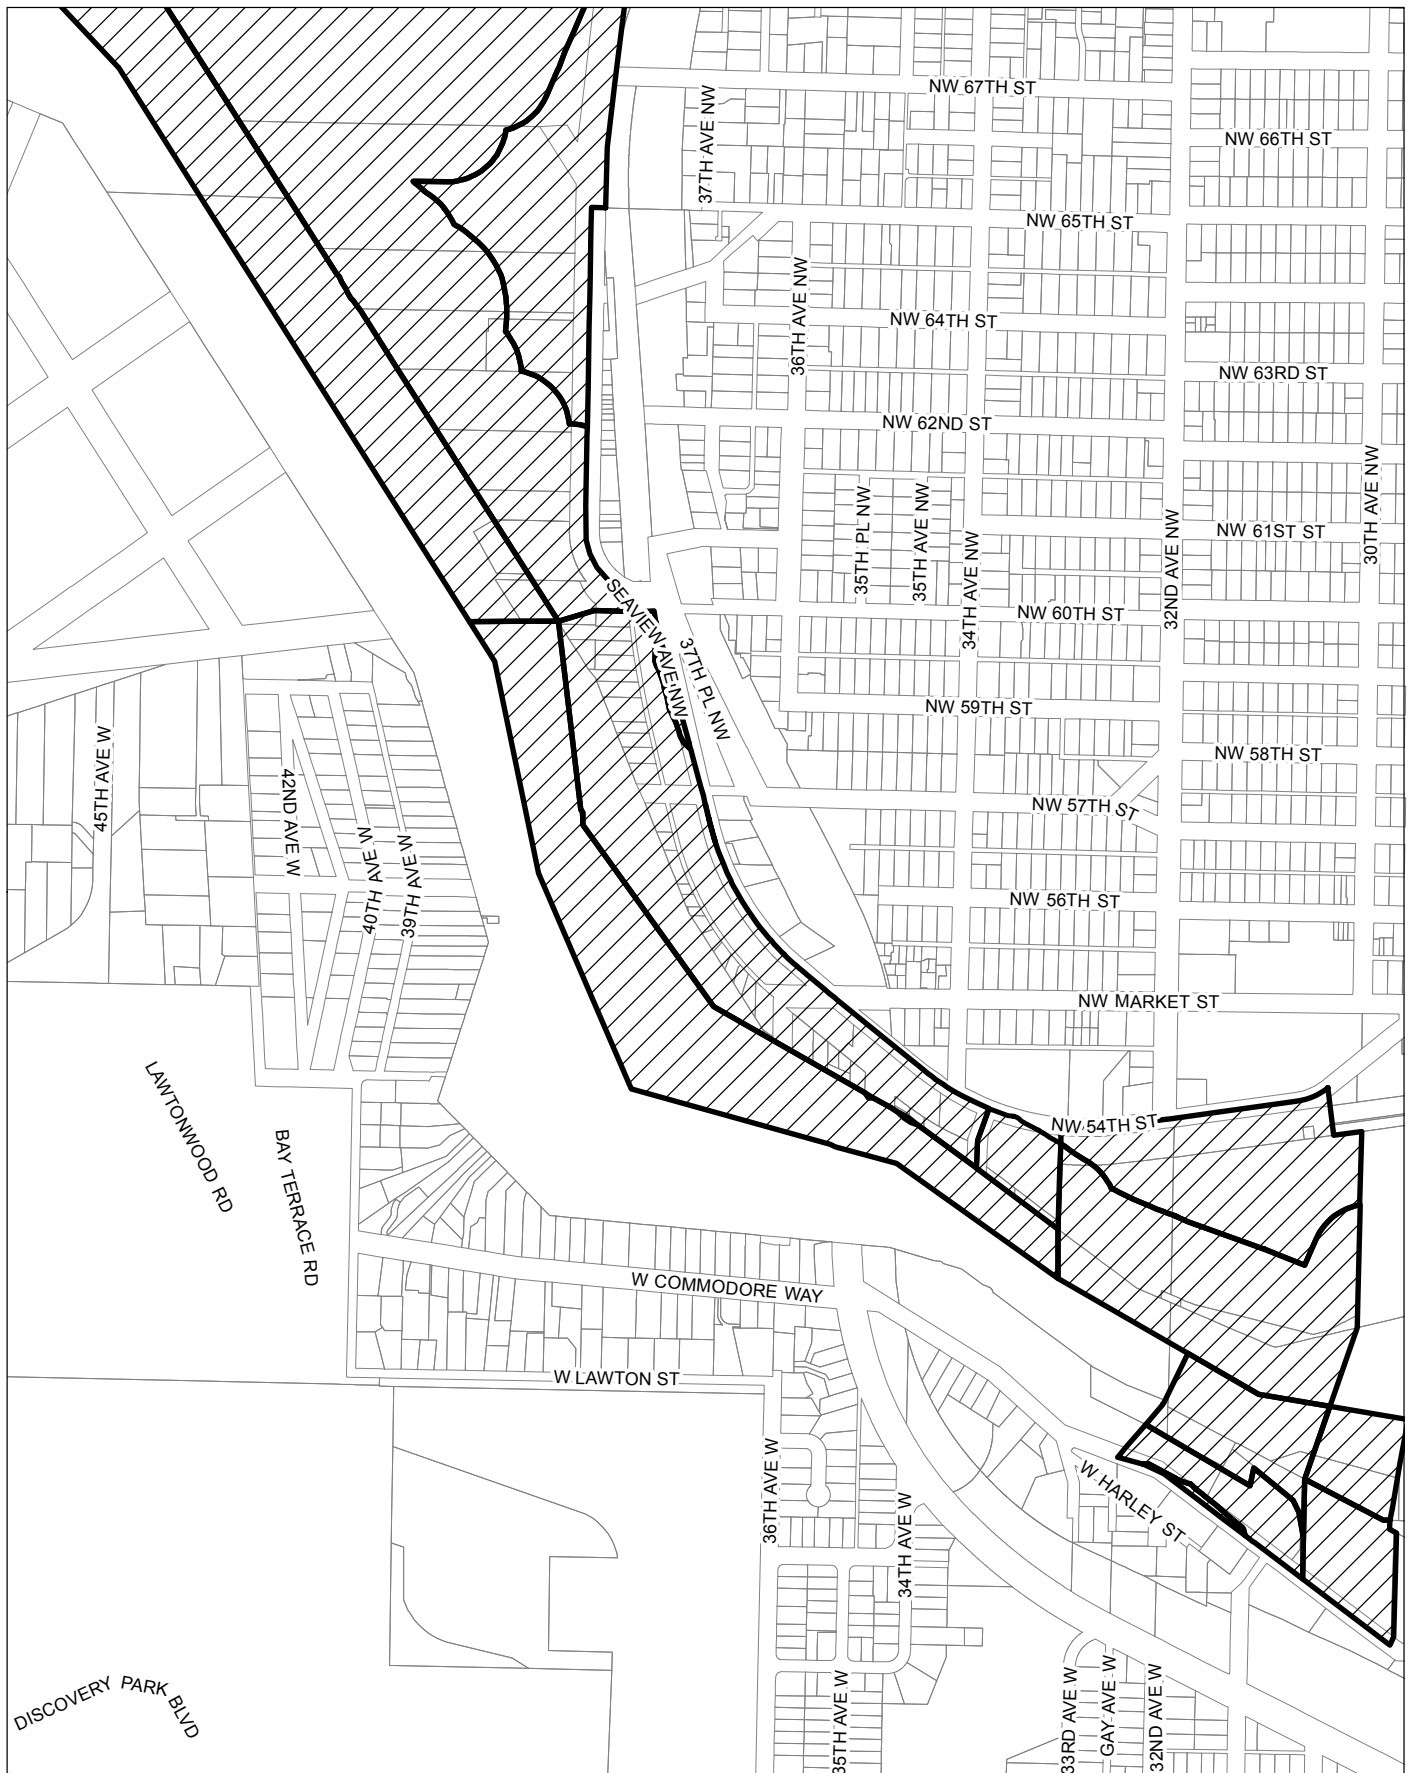 NW 67TH ST
37TH AVE NW
NW 66TH ST
NW 65TH ST
36TH AVE NW
NW 64TH ST
NW 63RD ST
NW 62ND ST
30TH AVE NW
35TH PL NW
35TH AVE NW
34TH AVE NW
32ND AVE NW
NW 61ST ST
SEAVIEW AVE NW
NW 60TH ST
37TH PL NW
NW 59TH ST
45TH AVE W
NW 58TH ST
42ND AVE W
NW 57TH ST
40TH AVE W
39TH AVE W
NW 56TH ST
NW MARKET ST
LAWTONWOOD RD
BAY TERRACE RD
NW 54TH ST
W COMMODORE WAY
W LAWTON ST
36TH AVE W
W HARLEY ST
34TH AVE W
DISCOVERY PARK BLVD
35TH AVE W
33RD AVE W
GAY AVE W
32ND AVE W